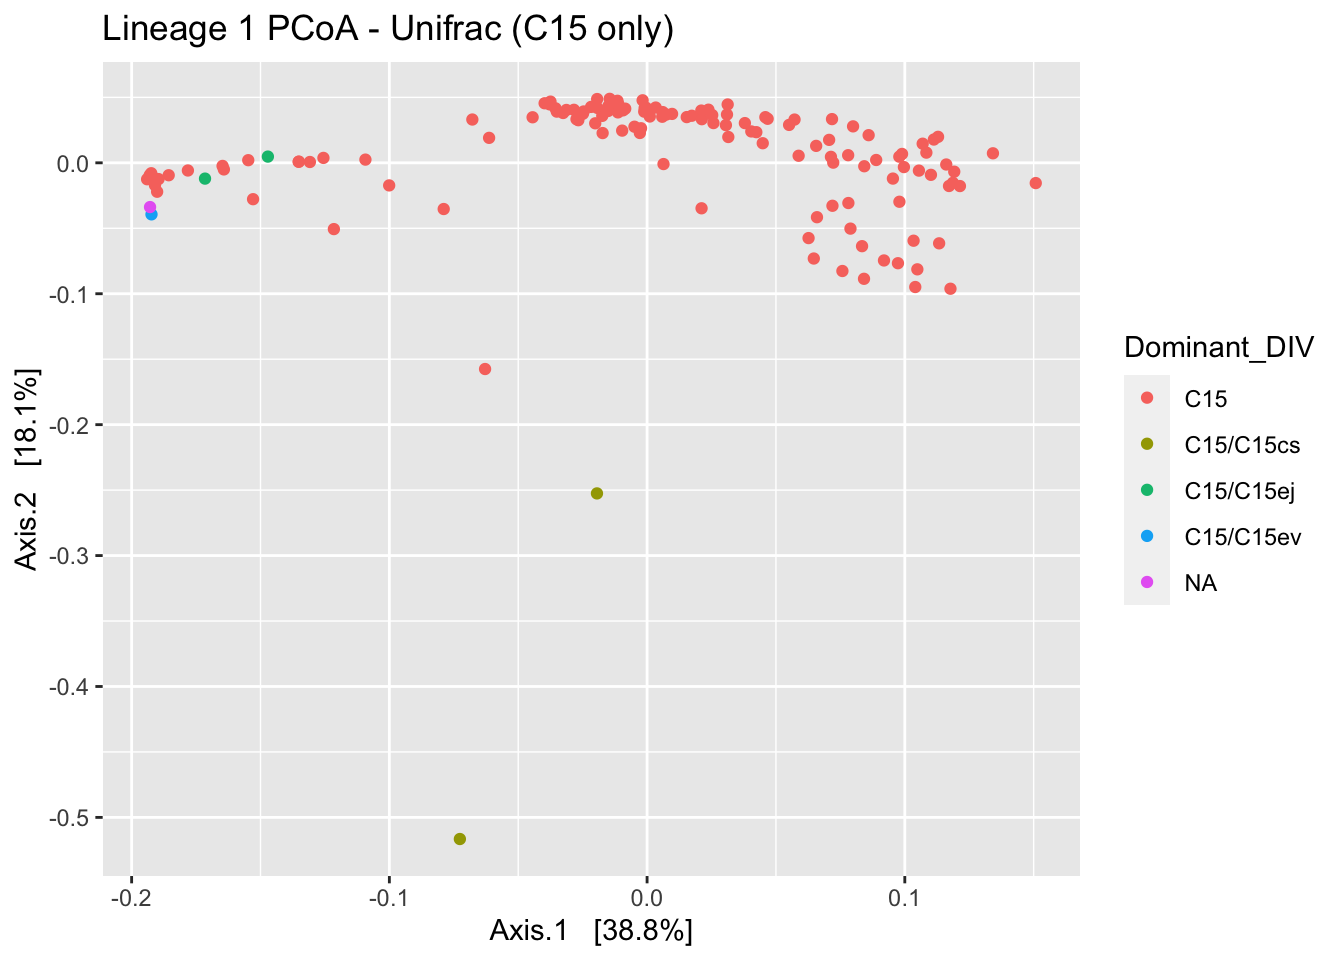 Lineage 1 PCoA - Unifrac (C15 only)
0.0
-0.1
-0.2
-0.3
-0.4
-0.5
Axis.2 [18.1%]
-0.2
-0.1
0.0
0.1
Axis.1 [38.8%]
Dominant_DIV
C15
C15/C15cs
C15/C15ej
C15/C15ev
NA